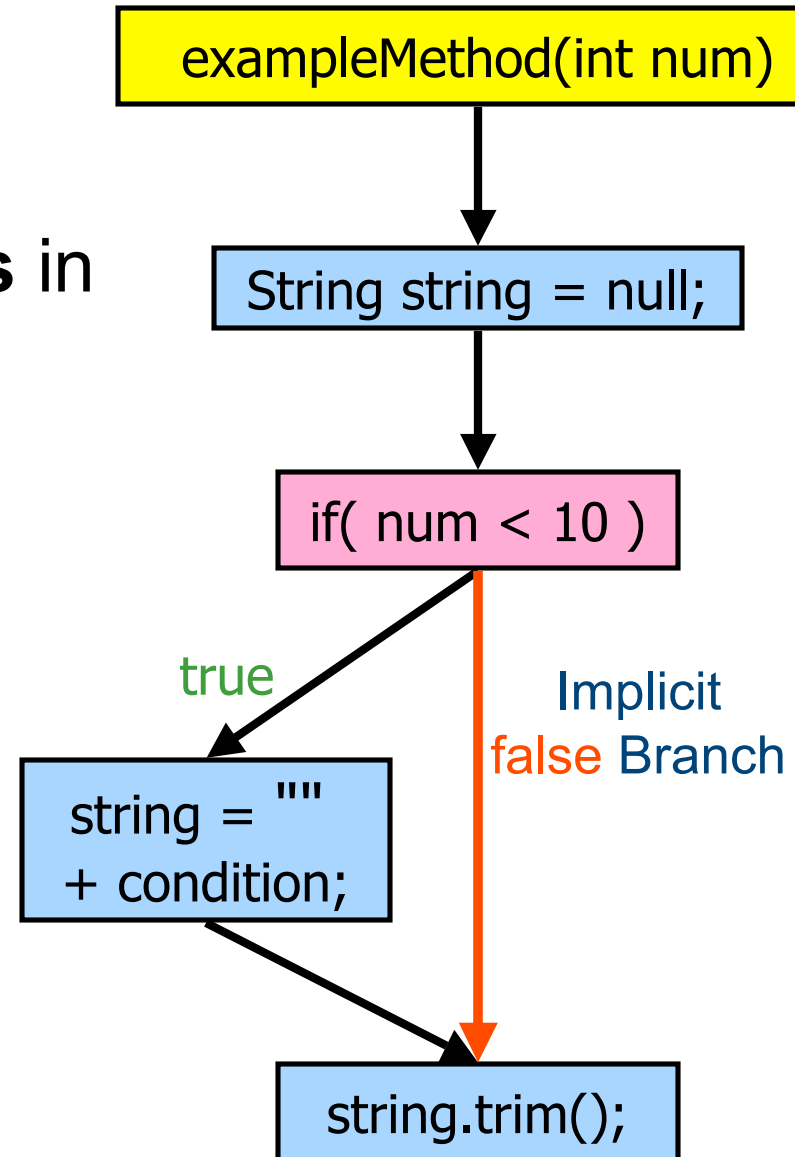 exampleMethod(int num)
s in
String string = null;
if( num < 10 )
true
Implicit
false Branch
string = ""
+ condition;
string.trim();